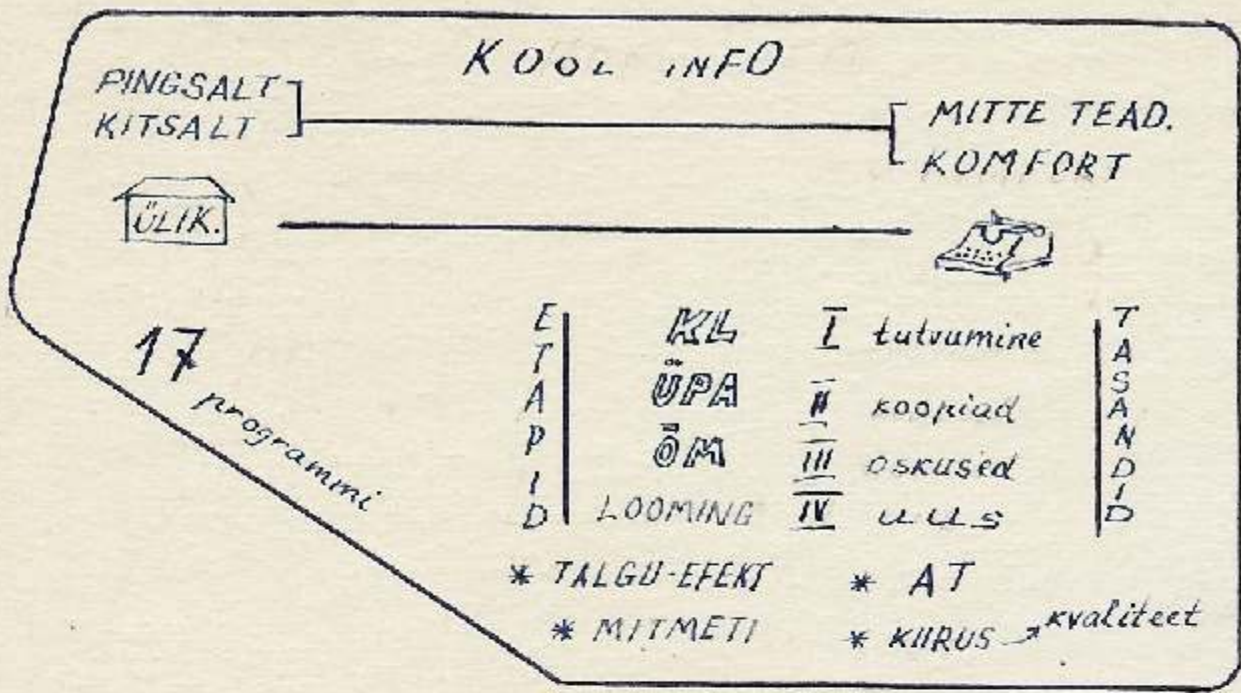 KOOL INFO
PINGSALT
KITSALT
MITTE TEAD.
KOMFORT
ÜLIK.
17
programmi
ETAPID
KL I tutvumine
ÜPA II koopiad
ÕM III oskused
LOOMING IV uus
TASANDID
* TALGU-EFEKT * AT
* MITMETI * KIIRUS → kvaliteet